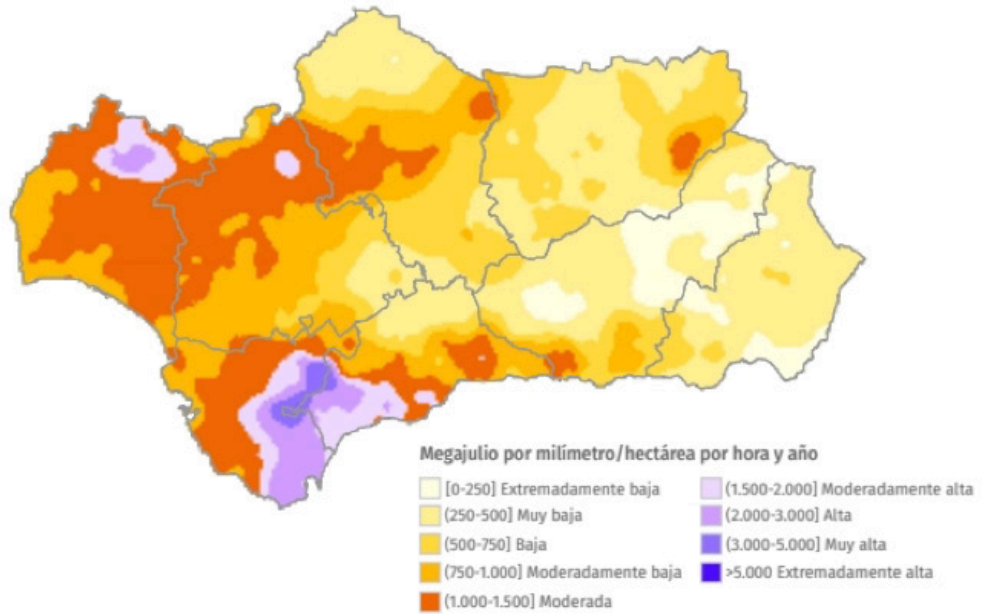 Megajulio por milímetro/hectárea por hora y año
[0-250] Extremadamente baja
(250-500] Muy baja
(500-750] Baja
(750-1.000] Moderadamente baja
(1.000-1.500] Moderada
(1.500-2.000] Moderadamente alta
(2.000-3.000] Alta
(3.000-5.000] Muy alta
>5.000 Extremadamente alta